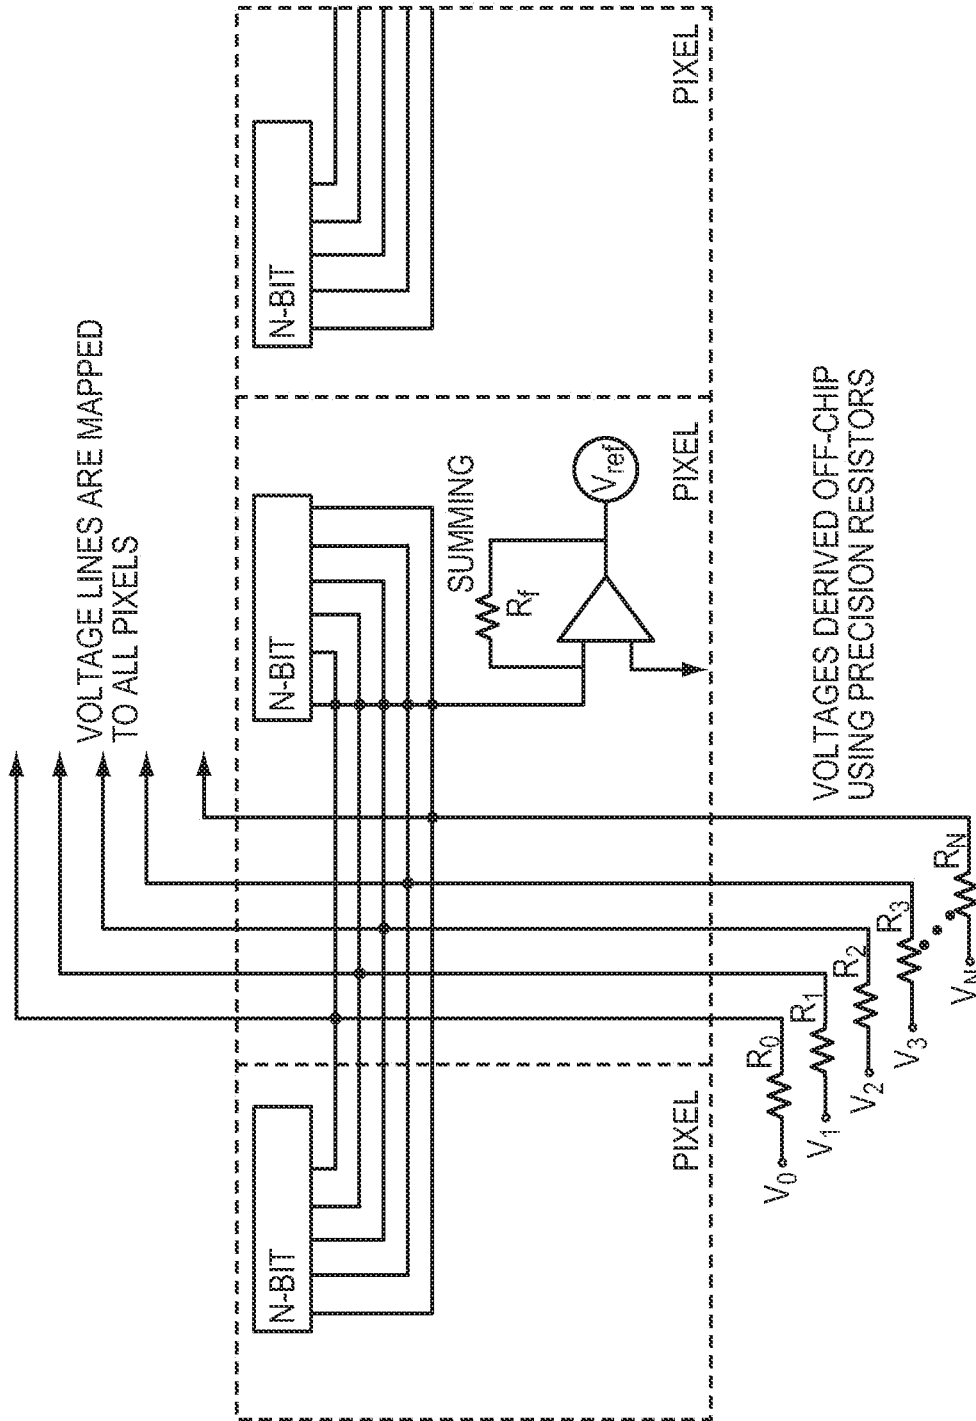 VOLTAGE LINES ARE MAPPED
TO ALL PIXELS
N-BIT
PIXEL
N-BIT
SUMMING
R_f
V_ref
PIXEL
N-BIT
PIXEL
V_0
R_0
V_1
R_1
V_2
R_2
V_3
R_3
V_N
R_N
VOLTAGES DERIVED OFF-CHIP
USING PRECISION RESISTORS